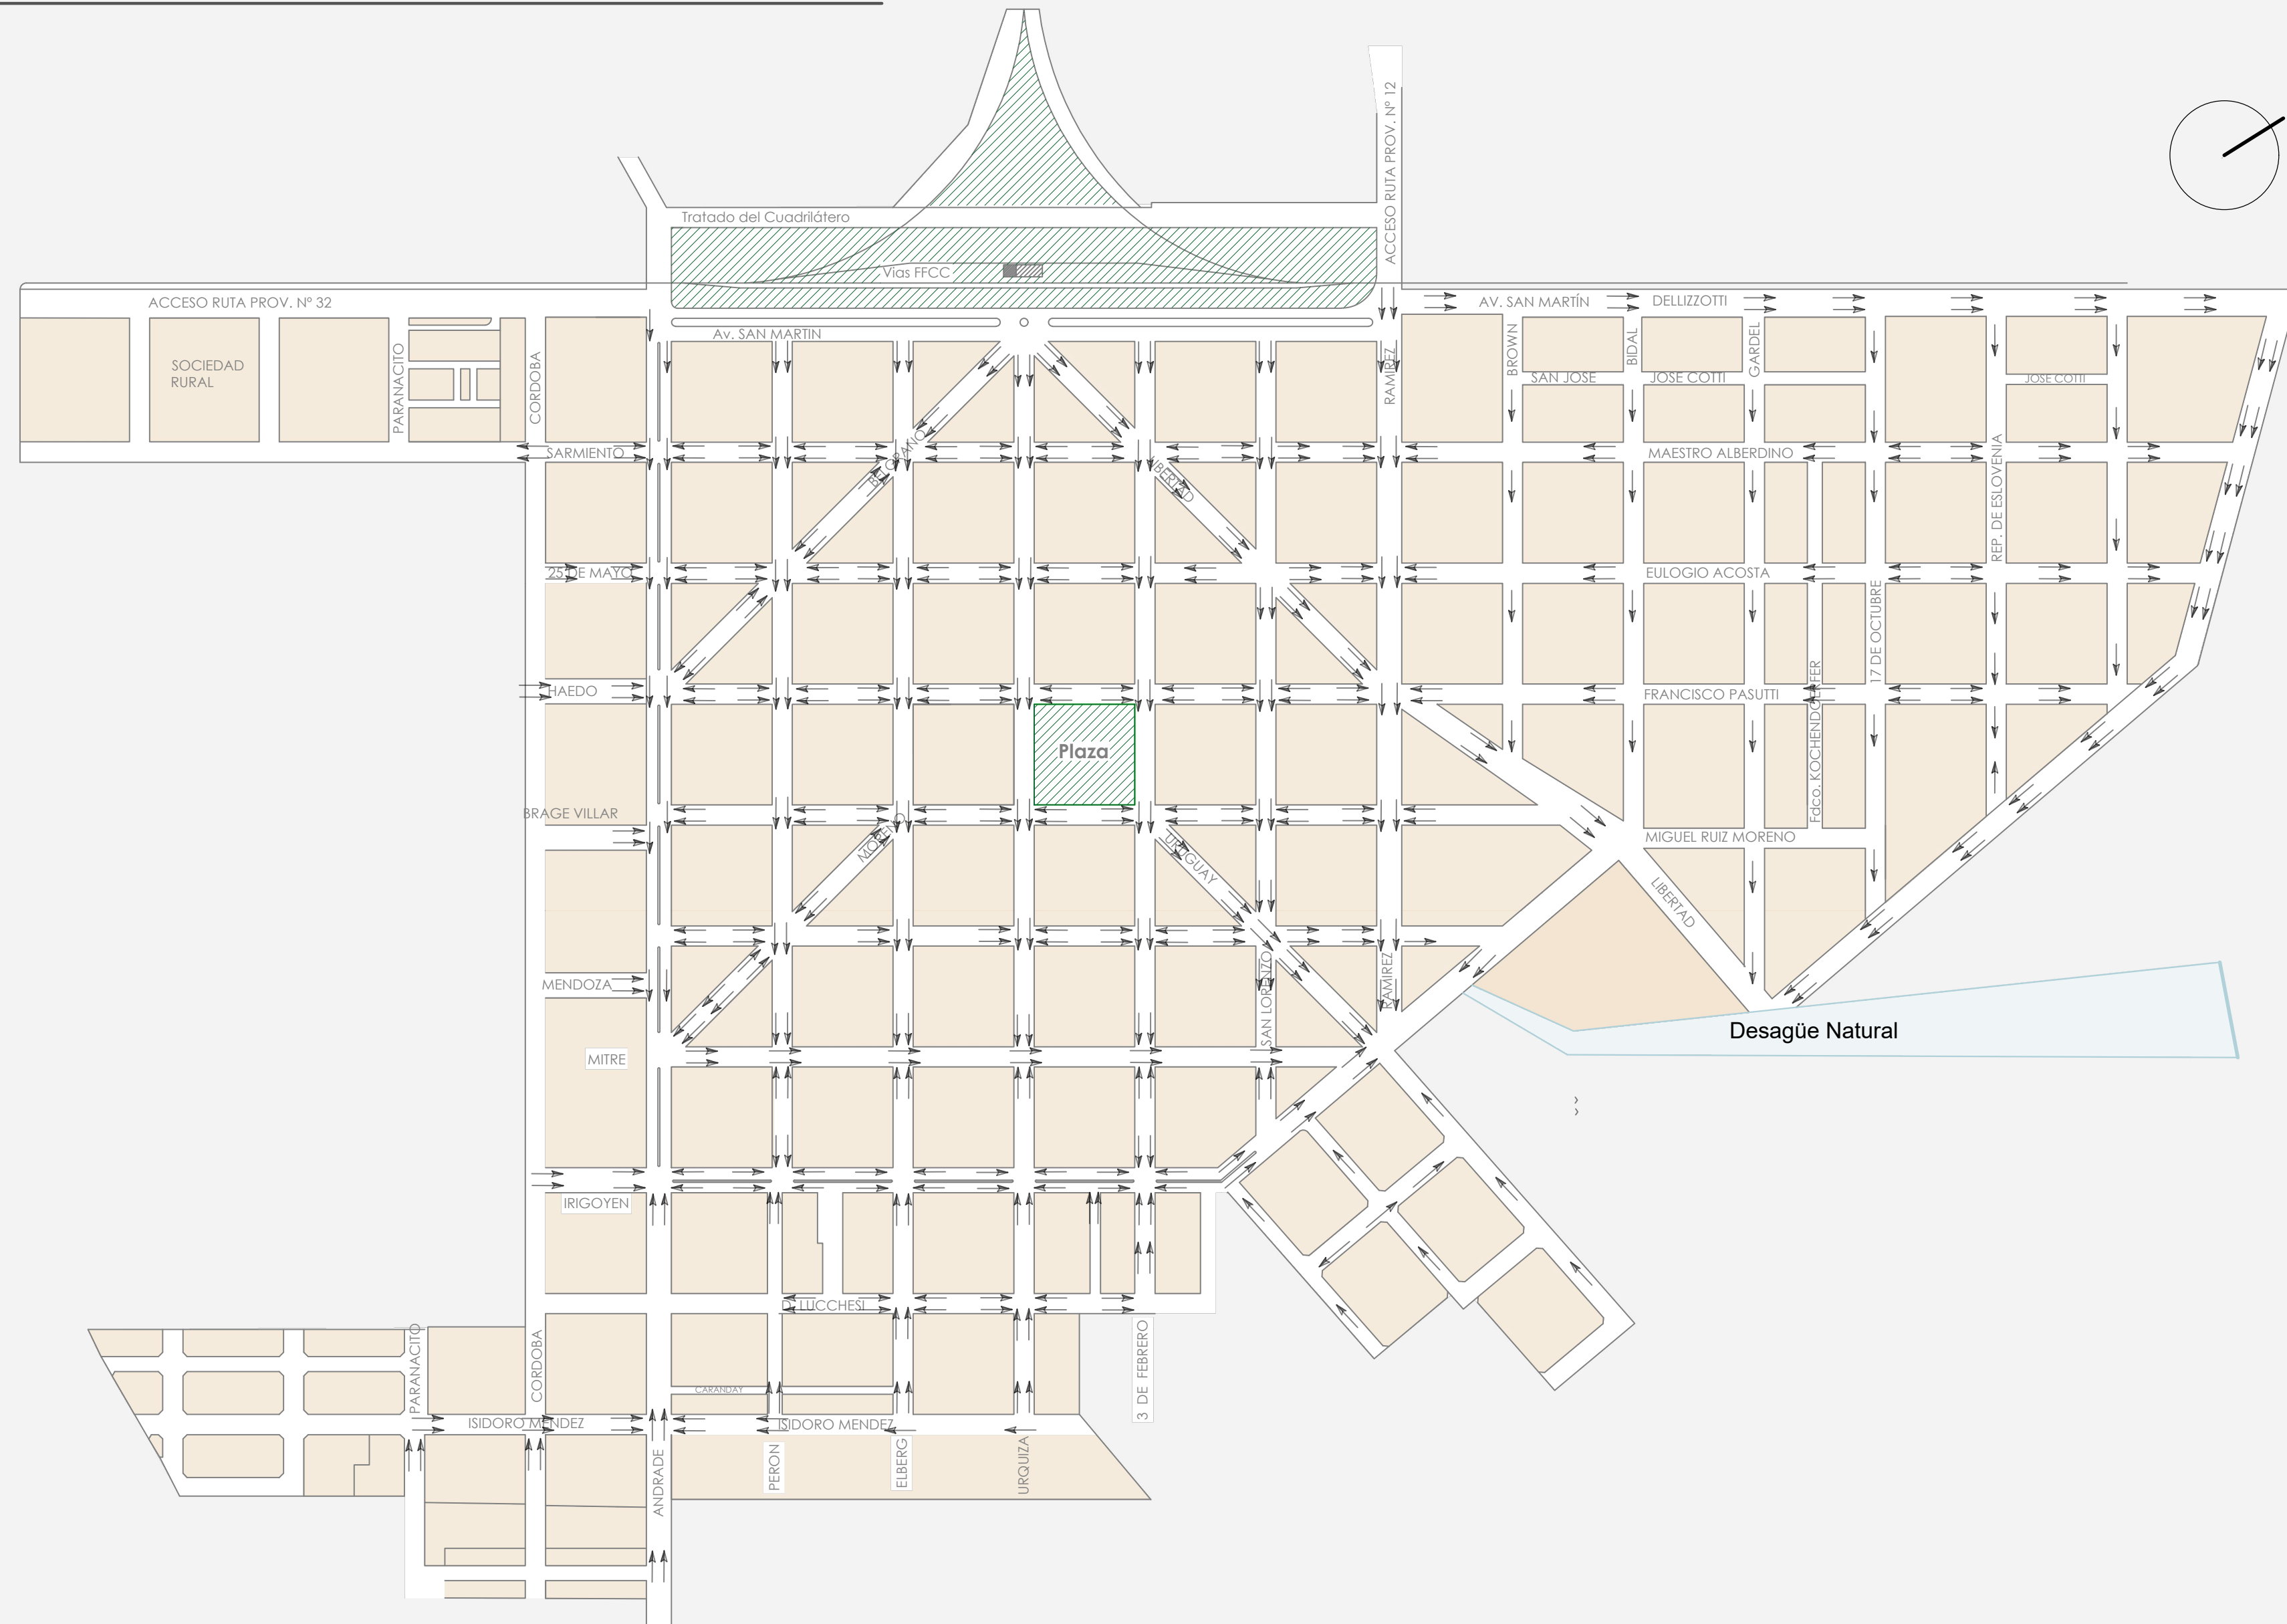 ACCESO RUTA PROV. Nº 12
Tratado del Cuadrilátero
Vias FFCC
ACCESO RUTA PROV. Nº 32
AV. SAN MARTÍN
DELLIZZOTTI
Av. SAN MARTIN
SOCIEDAD
RURAL
PARANACITO
CORDOBA
RAMIREZ
BROWN
BIDAL
GARDEL
SAN JOSE
JOSE COTTI
JOSE COTTI
SARMIENTO
BELGRANO
LIBERTAD
MAESTRO ALBERDINO
REP. DE ESLOVENIA
25 DE MAYO
EULOGIO ACOSTA
17 DE OCTUBRE
HAEDO
FRANCISCO PASUTTI
Fdco. KOCHENDOERFER
Plaza
BRAGE VILLAR
MORENO
URUGUAY
MIGUEL RUIZ MORENO
LIBERTAD
MENDOZA
SAN LORENZO
RAMIREZ
Desagüe Natural
MITRE
IRIGOYEN
D. LUCCHESI
PARANACITO
CORDOBA
3 DE FEBRERO
CARANDAY
ISIDORO MENDEZ
ISIDORO MENDEZ
ANDRADE
PERON
ELBERG
URQUIZA